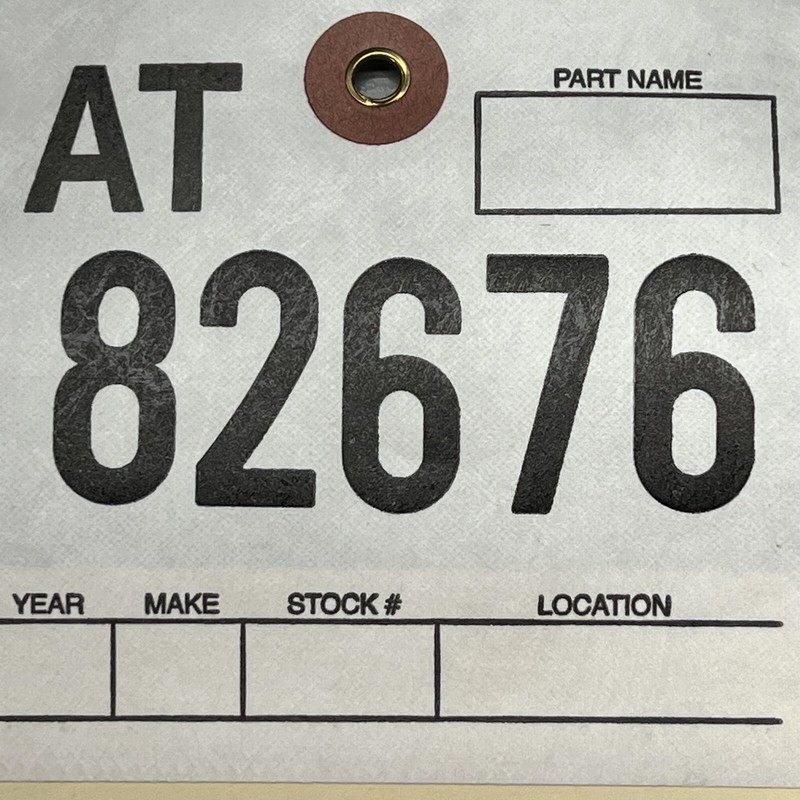 AT
PART NAME
82676
YEAR MAKE STOCK # LOCATION